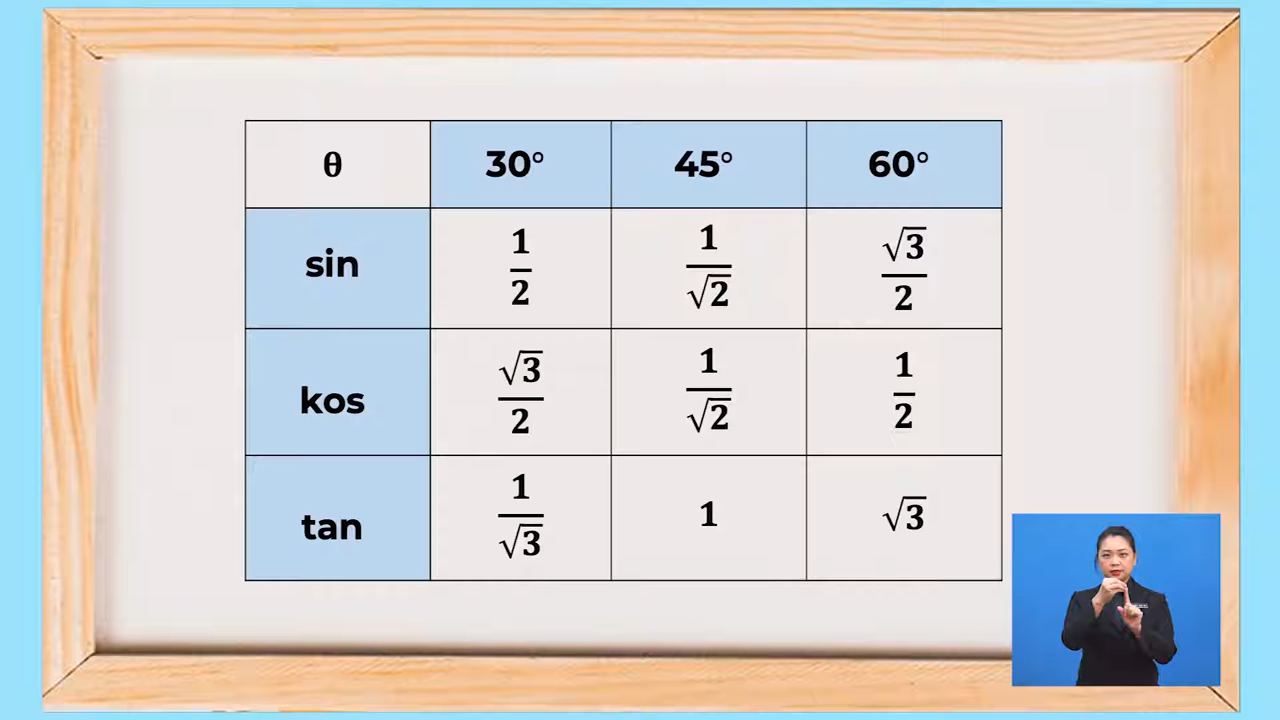 θ 30° 45° 60°
sin 1/2 1/√2 √3/2
kos √3/2 1/√2 1/2
tan 1/√3 1 √3